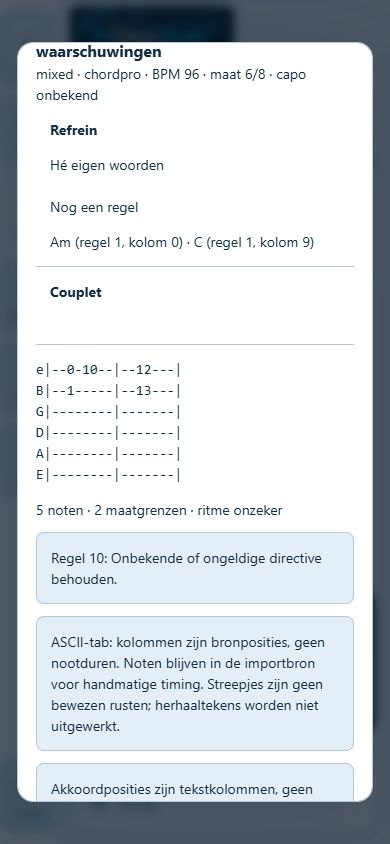 waarschuwingen
mixed · chordpro · BPM 96 · maat 6/8 · capo
onbekend
Refrein
Hé eigen woorden
Nog een regel
Am (regel 1, kolom 0) · C (regel 1, kolom 9)
Couplet
e|--0-10--|--12---|
B|--1-----|--13---|
G|--------|-------|
D|--------|-------|
A|--------|-------|
E|--------|-------|
5 noten · 2 maatgrenzen · ritme onzeker
Regel 10: Onbekende of ongeldige directive
behouden.
ASCII-tab: kolommen zijn bronposities, geen
nootduren. Noten blijven in de importbron
voor handmatige timing. Streepjes zijn geen
bewezen rusten; herhaaltekens worden niet
uitgewerkt.
Akkoordposities zijn tekstkolommen, geen